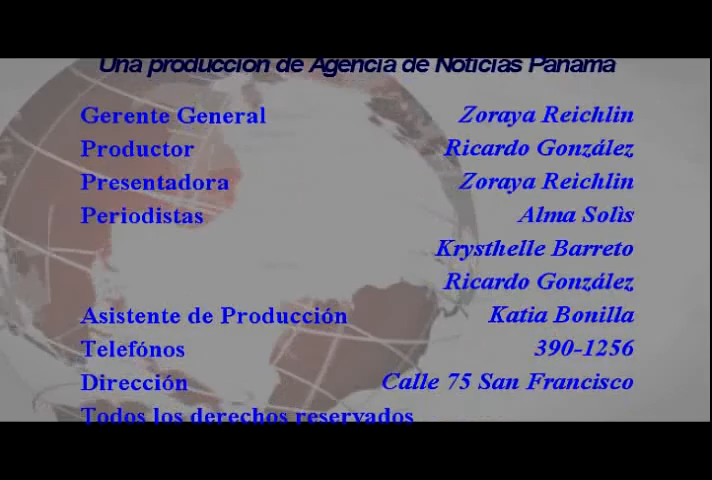 Una producción de Agencia de Noticias Panamá
Gerente General Zoraya Reichlin
Productor Ricardo González
Presentadora Zoraya Reichlin
Periodistas Alma Solìs
Krysthelle Barreto
Ricardo González
Asistente de Producción Katia Bonilla
Telefónos 390-1256
Dirección Calle 75 San Francisco
Todos los derechos reservados